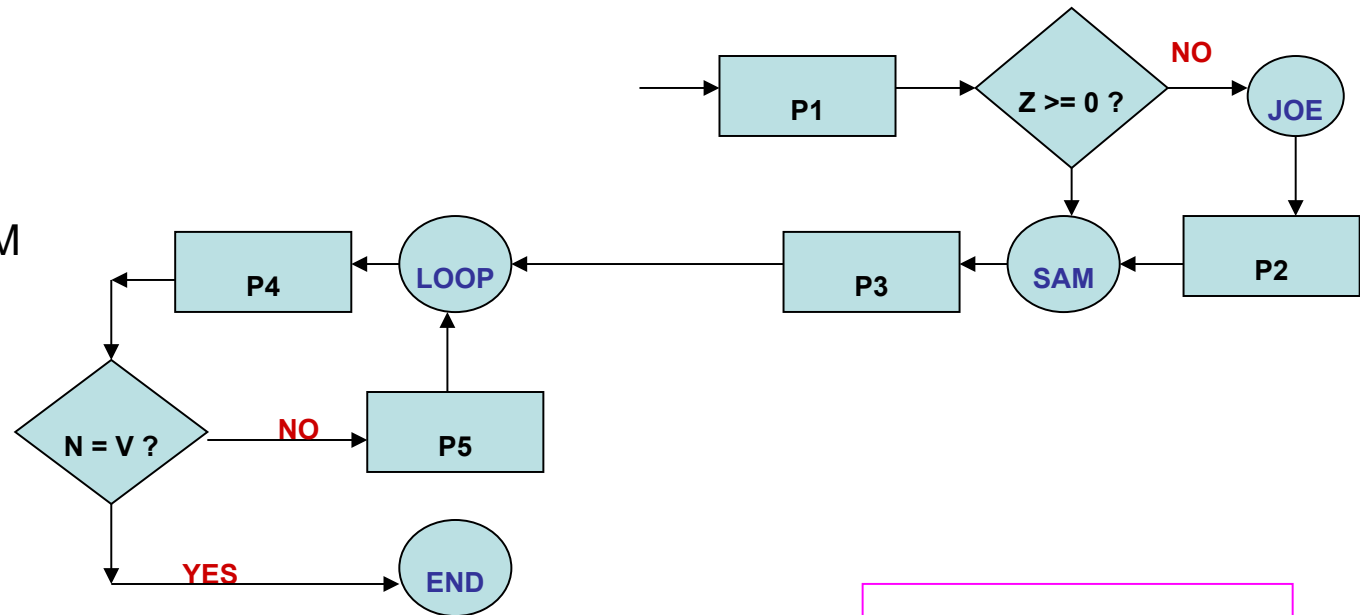 NO
P1
Z >= 0 ?
JOE
M
P4
LOOP
P3
SAM
P2
N = V ?
NO
P5
YES
END